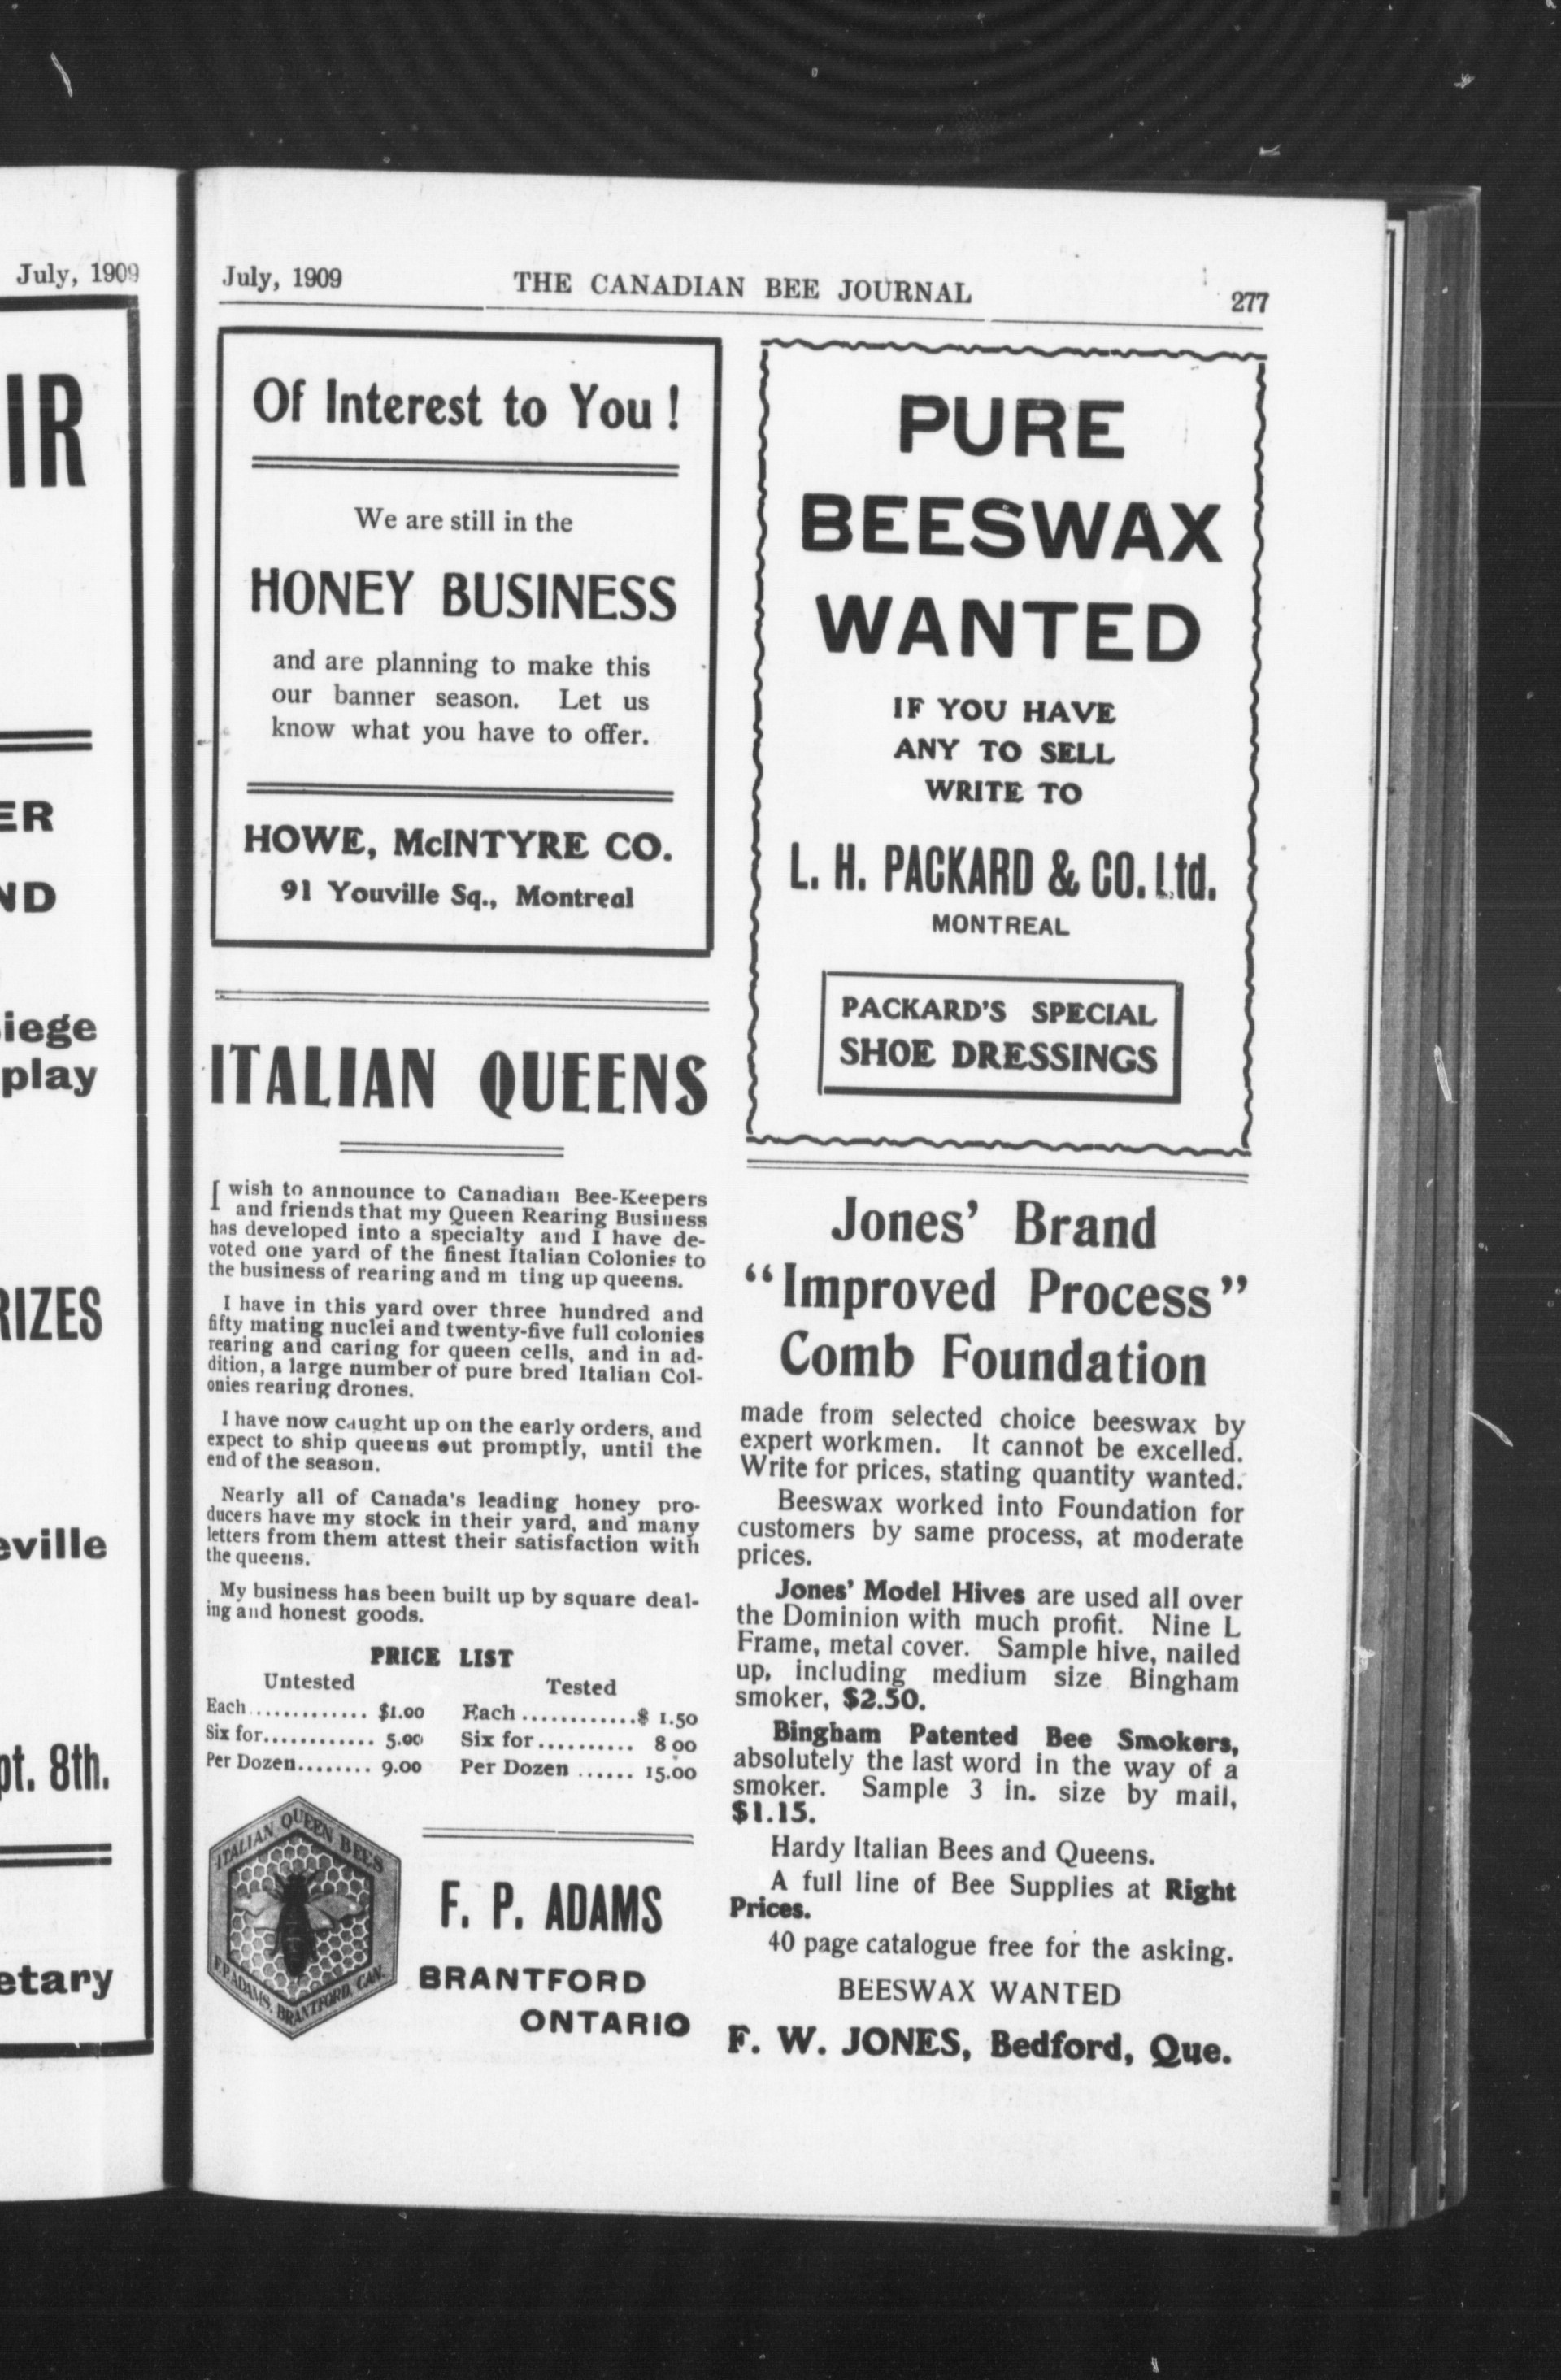 July, 1909
IR
ER
ND
iege
play
RIZES
eville
pt. 8th.
etary
July, 1909 THE CANADIAN BEE JOURNAL 277
Of Interest to You !
We are still in the
HONEY BUSINESS
and are planning to make this
our banner season. Let us
know what you have to offer.
HOWE, McINTYRE CO.
91 Youville Sq., Montreal
ITALIAN QUEENS
I wish to announce to Canadian Bee-Keepers
and friends that my Queen Rearing Business
has developed into a specialty and I have de-
voted one yard of the finest Italian Colonies to
the business of rearing and m ting up queens.
I have in this yard over three hundred and
fifty mating nuclei and twenty-five full colonies
rearing and caring for queen cells, and in ad-
dition, a large number of pure bred Italian Col-
onies rearing drones.
I have now caught up on the early orders, and
expect to ship queens out promptly, until the
end of the season.
Nearly all of Canada's leading honey pro-
ducers have my stock in their yard, and many
letters from them attest their satisfaction with
the queens.
My business has been built up by square deal-
ing and honest goods.
PRICE LIST
Untested Tested
Each............. $1.00 Each ............$ 1.50
Six for............ 5.00 Six for.......... 8 00
Per Dozen........ 9.00 Per Dozen ...... 15.00
ITALIAN QUEEN BEES
F.P. ADAMS, BRANTFORD, CAN.
F. P. ADAMS
BRANTFORD
ONTARIO
PURE
BEESWAX
WANTED
IF YOU HAVE
ANY TO SELL
WRITE TO
L. H. PACKARD & CO. Ltd.
MONTREAL
PACKARD'S SPECIAL
SHOE DRESSINGS
Jones' Brand
"Improved Process"
Comb Foundation
made from selected choice beeswax by
expert workmen. It cannot be excelled.
Write for prices, stating quantity wanted.
Beeswax worked into Foundation for
customers by same process, at moderate
prices.
Jones' Model Hives are used all over
the Dominion with much profit. Nine L
Frame, metal cover. Sample hive, nailed
up, including medium size Bingham
smoker, $2.50.
Bingham Patented Bee Smokers,
absolutely the last word in the way of a
smoker. Sample 3 in. size by mail,
$1.15.
Hardy Italian Bees and Queens.
A full line of Bee Supplies at Right
Prices.
40 page catalogue free for the asking.
BEESWAX WANTED
F. W. JONES, Bedford, Que.